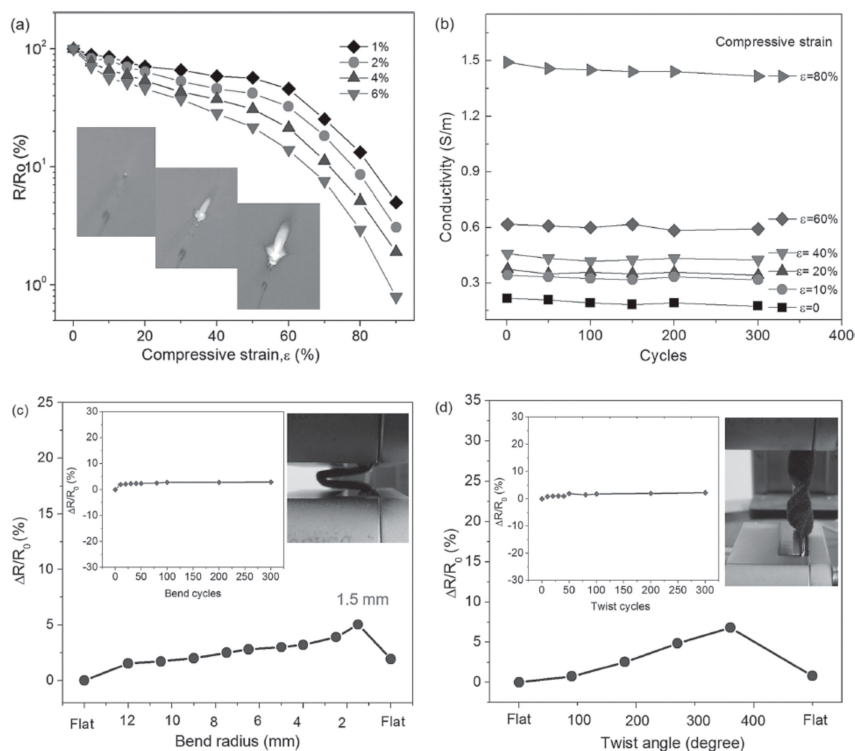 (a)
10²
10¹
10⁰
R/Ro (%)
1%
2%
4%
6%
0 20 40 60 80
Compressive strain,ε (%)
(b)
1.5
1.2
0.9
0.6
0.3
Conductivity (S/m)
Compressive strain
ε=80%
ε=60%
ε= 40%
ε= 20%
ε=10%
ε=0
0 100 200 300 400
Cycles
(c)
25
20
15
10
5
0
ΔR/R₀ (%)
30
20
10
0
-10
-20
-30
ΔR/R₀ (%)
0 50 100 150 200 250 300
Bend cycles
1.5 mm
Flat 12 10 8 6 4 2 Flat
Bend radius (mm)
(d)
35
30
25
20
15
10
5
0
ΔR/R₀ (%)
30
20
10
0
-10
-20
-30
ΔR/R₀ (%)
0 50 100 150 200 250 300
Twist cycles
Flat 100 200 300 400 Flat
Twist angle (degree)